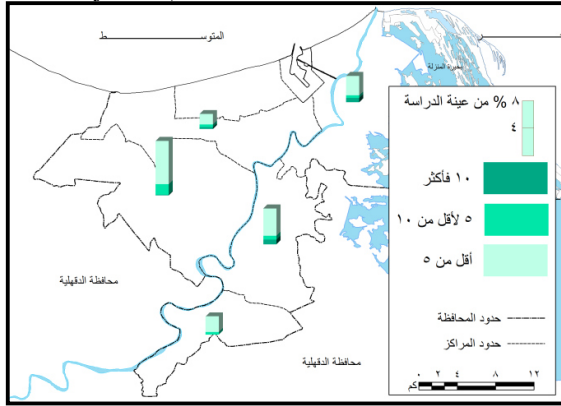 المتوســـــــــــــط
بحيرة المنزلة
٨ % من عينة الدراسة
٤
١٠ فأكثر
٥ لأقل من ١٠
أقل من ٥
محافظة الدقهلية
حدود المحافظة
حدود المراكز
محافظة الدقهلية
٠ ٢ ٤ ٨ ١٢
كم